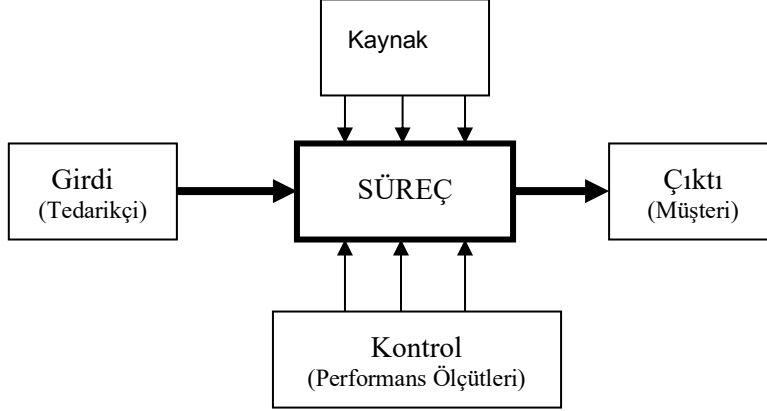 Kaynak
Girdi
(Tedarikçi)
SÜREÇ
Çıktı
(Müşteri)
Kontrol
(Performans Ölçütleri)